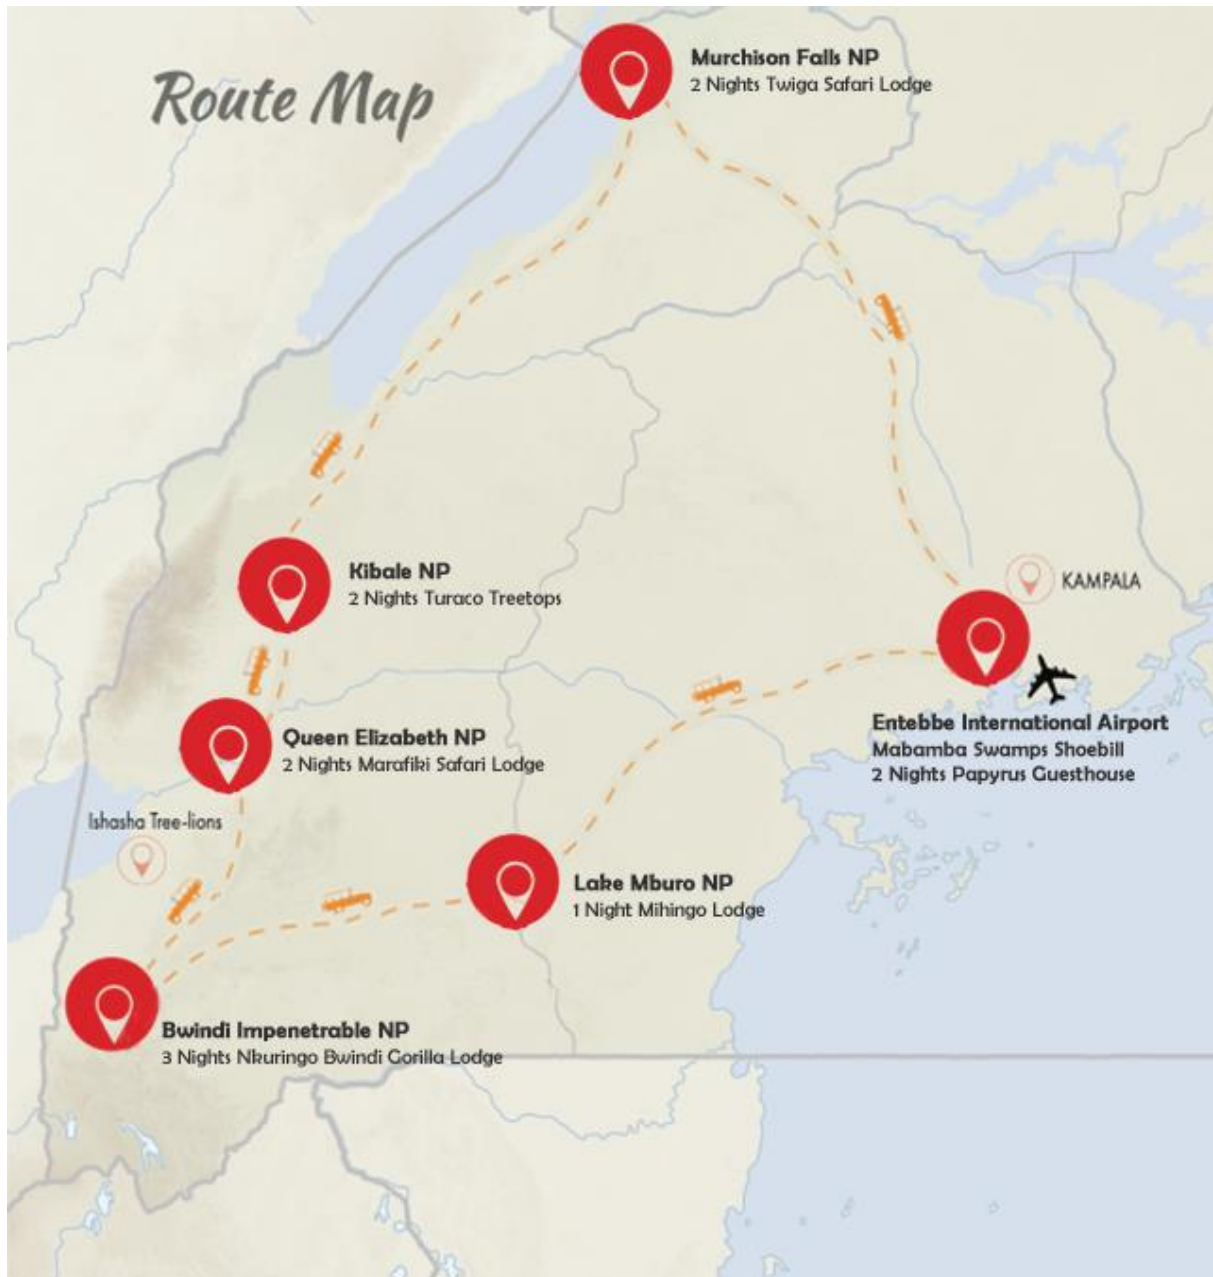 Route Map
Murchison Falls NP
2 Nights Twiga Safari Lodge
Kibale NP
2 Nights Turaco Treetops
KAMPALA
Queen Elizabeth NP
2 Nights Marafiki Safari Lodge
Entebbe International Airport
Mabamba Swamps Shoebill
2 Nights Papyrus Guesthouse
Ishasha Tree-lions
Lake Mburo NP
1 Night Mihingo Lodge
Bwindi Impenetrable NP
3 Nights Nkuringo Bwindi Gorilla Lodge